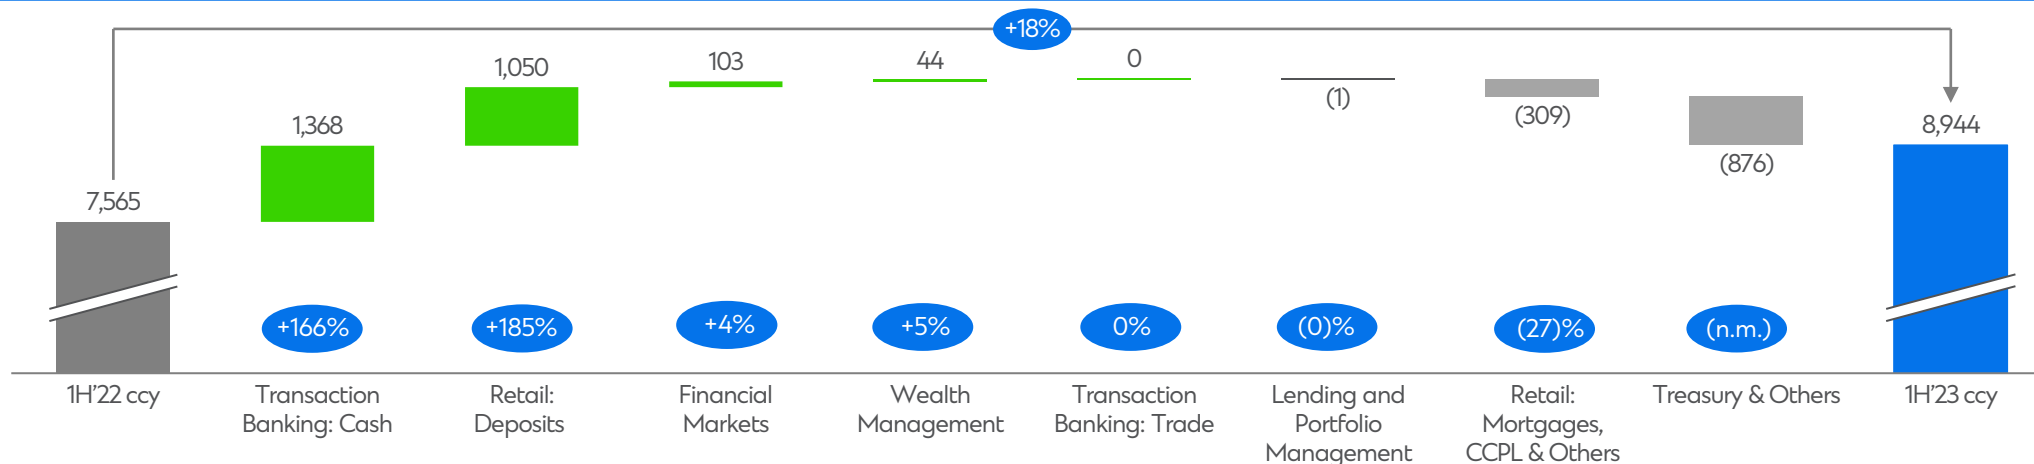 +18%
7,565
1,368
1,050
103
44
0
(1)
(309)
(876)
8,944
+166%
+185%
+4%
+5%
0%
(0)%
(27)%
(n.m.)
1H'22 ccy
Transaction
Banking: Cash
Retail:
Deposits
Financial
Markets
Wealth
Management
Transaction
Banking: Trade
Lending and
Portfolio
Management
Retail:
Mortgages,
CCPL & Others
Treasury & Others
1H'23 ccy